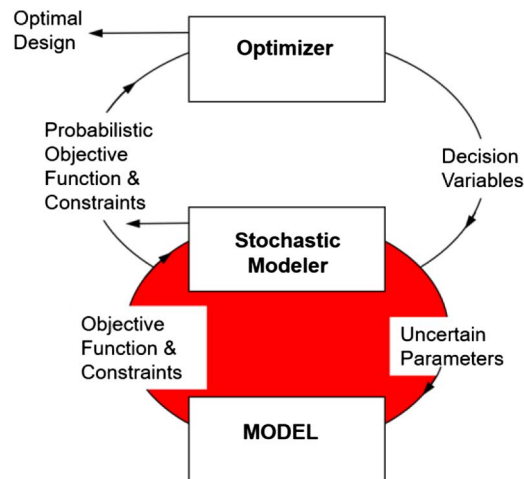 Optimal
Design
Optimizer
Probabilistic
Objective
Function &
Constraints
Decision
Variables
Stochastic
Modeler
Objective
Function &
Constraints
Uncertain
Parameters
MODEL